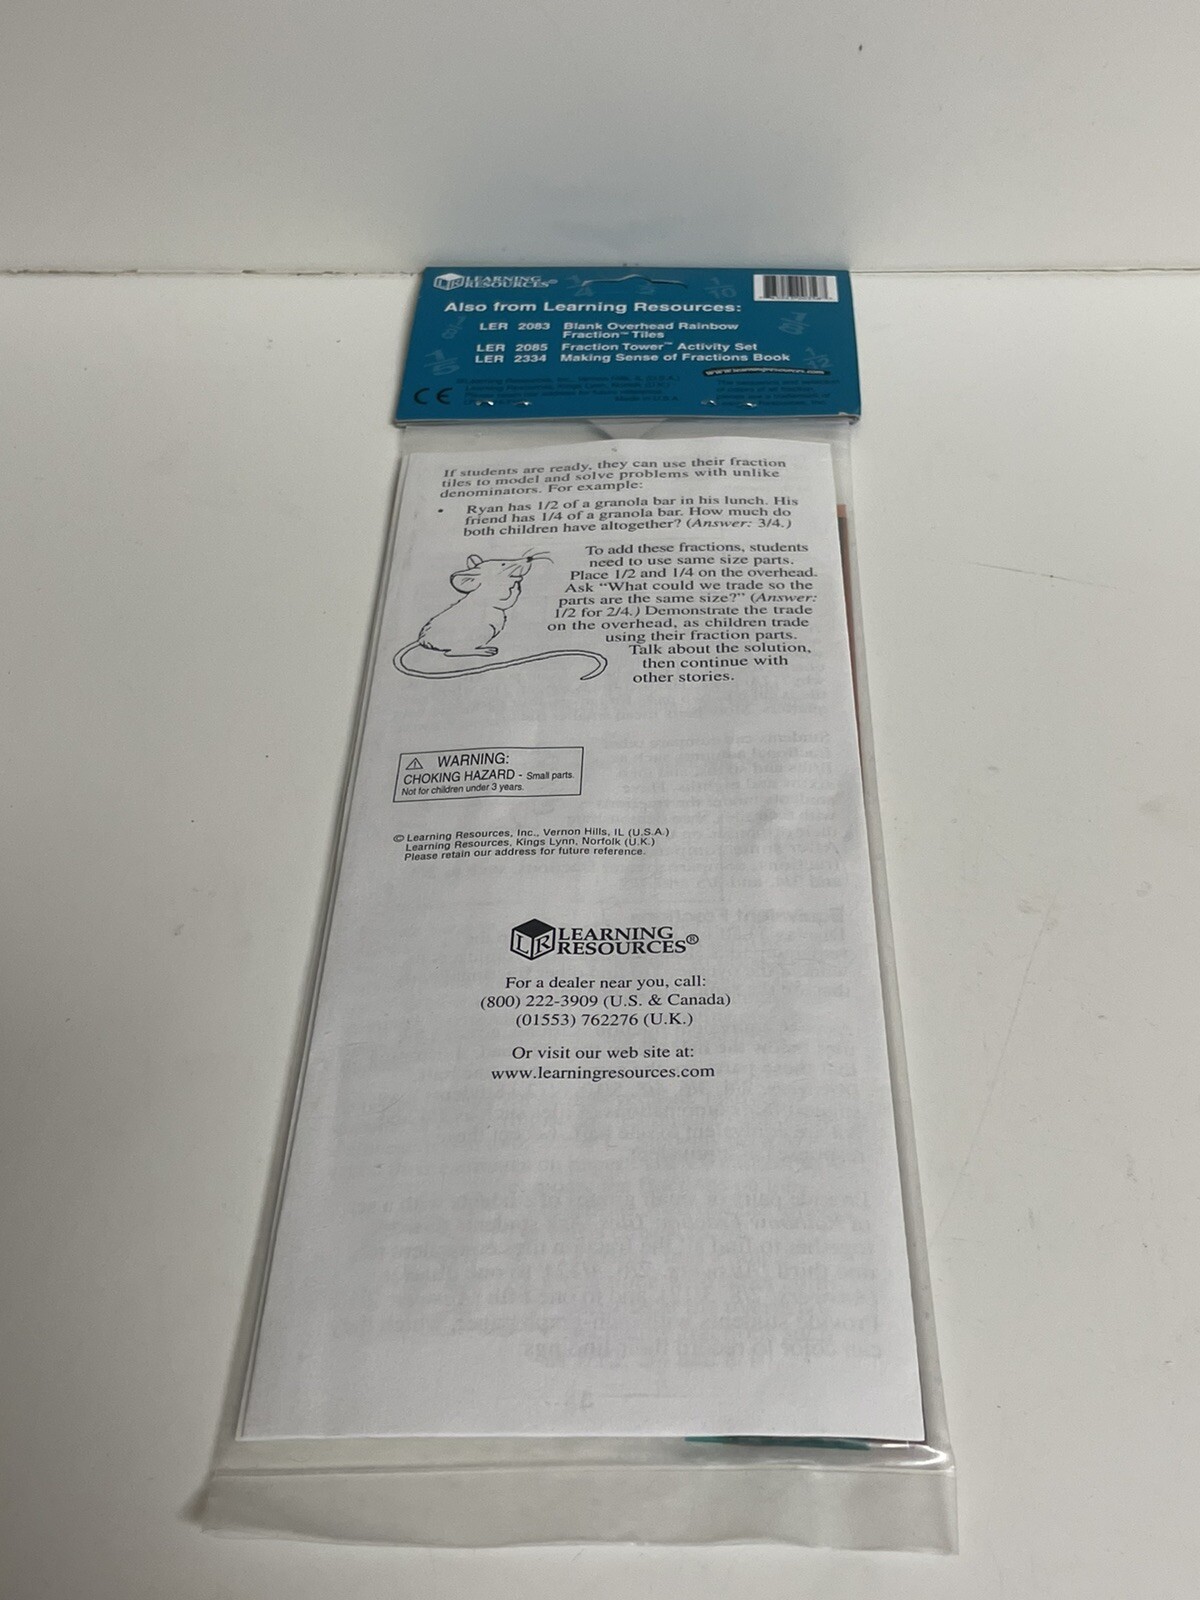 LEARNING
RESOURCES®
Also from Learning Resources:
LER 2083 Blank Overhead Rainbow
Fraction™ Tiles
LER 2085 Fraction Tower™ Activity Set
LER 2334 Making Sense of Fractions Book
www.learningresources.com
CE
If students are ready, they can use their fraction
tiles to model and solve problems with unlike
denominators. For example:
• Ryan has 1/2 of a granola bar in his lunch. His
friend has 1/4 of a granola bar. How much do
both children have altogether? (Answer: 3/4.)
To add these fractions, students
need to use same size parts.
Place 1/2 and 1/4 on the overhead.
Ask “What could we trade so the
parts are the same size?” (Answer:
1/2 for 2/4.) Demonstrate the trade
on the overhead, as children trade
using their fraction parts.
Talk about the solution,
then continue with
other stories.
WARNING:
CHOKING HAZARD - Small parts.
Not for children under 3 years.
© Learning Resources, Inc., Vernon Hills, IL (U.S.A.)
Learning Resources, Kings Lynn, Norfolk (U.K.)
Please retain our address for future reference.
LR LEARNING
RESOURCES®
For a dealer near you, call:
(800) 222-3909 (U.S. & Canada)
(01553) 762276 (U.K.)
Or visit our web site at:
www.learningresources.com